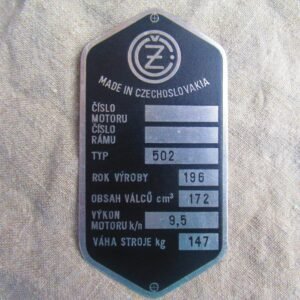 ČZ
MADE IN CZECHOSLOVAKIA
ČÍSLO
MOTORU
ČÍSLO
RÁMU
TYP 502
ROK VÝROBY 196
OBSAH VÁLCŮ cm³ 172
VÝKON
MOTORU k/n 9,5
VÁHA STROJE kg 147